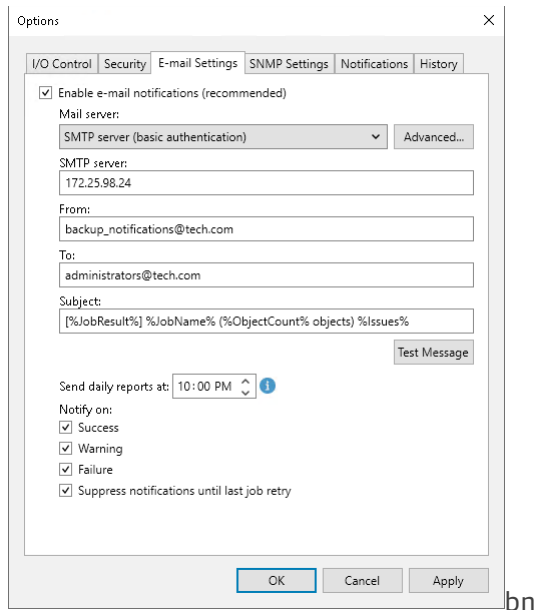 Options
I/O Control Security E-mail Settings SNMP Settings Notifications History
Enable e-mail notifications (recommended)
Mail server:
SMTP server (basic authentication) Advanced...
SMTP server:
172.25.98.24
From:
backup_notifications@tech.com
To:
administrators@tech.com
Subject:
[%JobResult%] %JobName% (%ObjectCount% objects) %Issues%
Test Message
Send daily reports at: 10:00 PM
Notify on:
Success
Warning
Failure
Suppress notifications until last job retry
OK Cancel Apply
bn